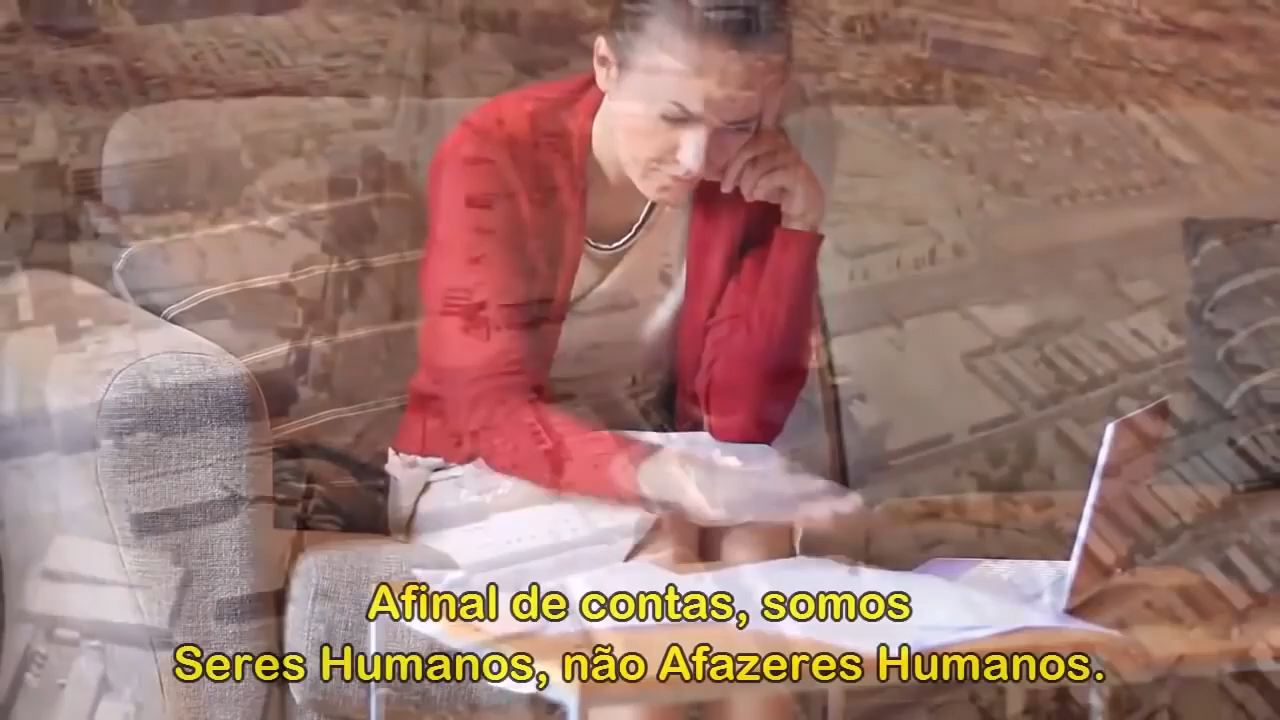 Afinal de contas, somos
Seres Humanos, não Afazeres Humanos.